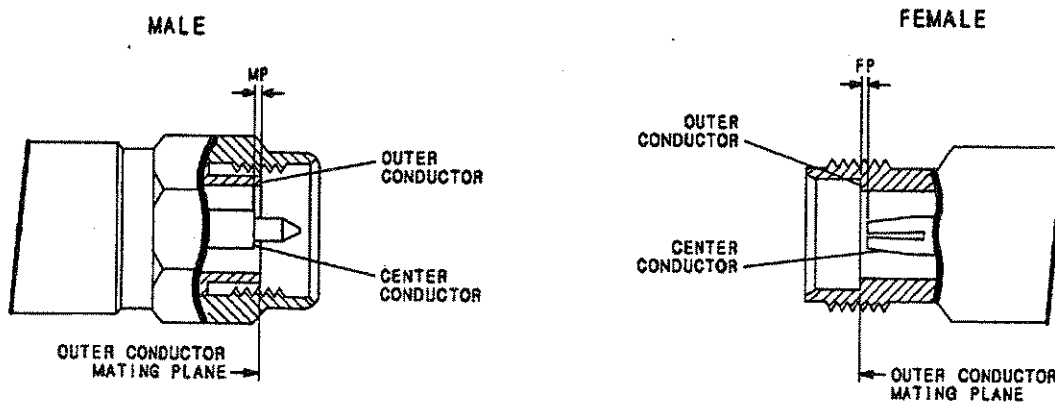 MALE
FEMALE
MP
FP
OUTER
CONDUCTOR
OUTER
CONDUCTOR
CENTER
CONDUCTOR
CENTER
CONDUCTOR
OUTER CONDUCTOR
MATING PLANE
OUTER CONDUCTOR
MATING PLANE